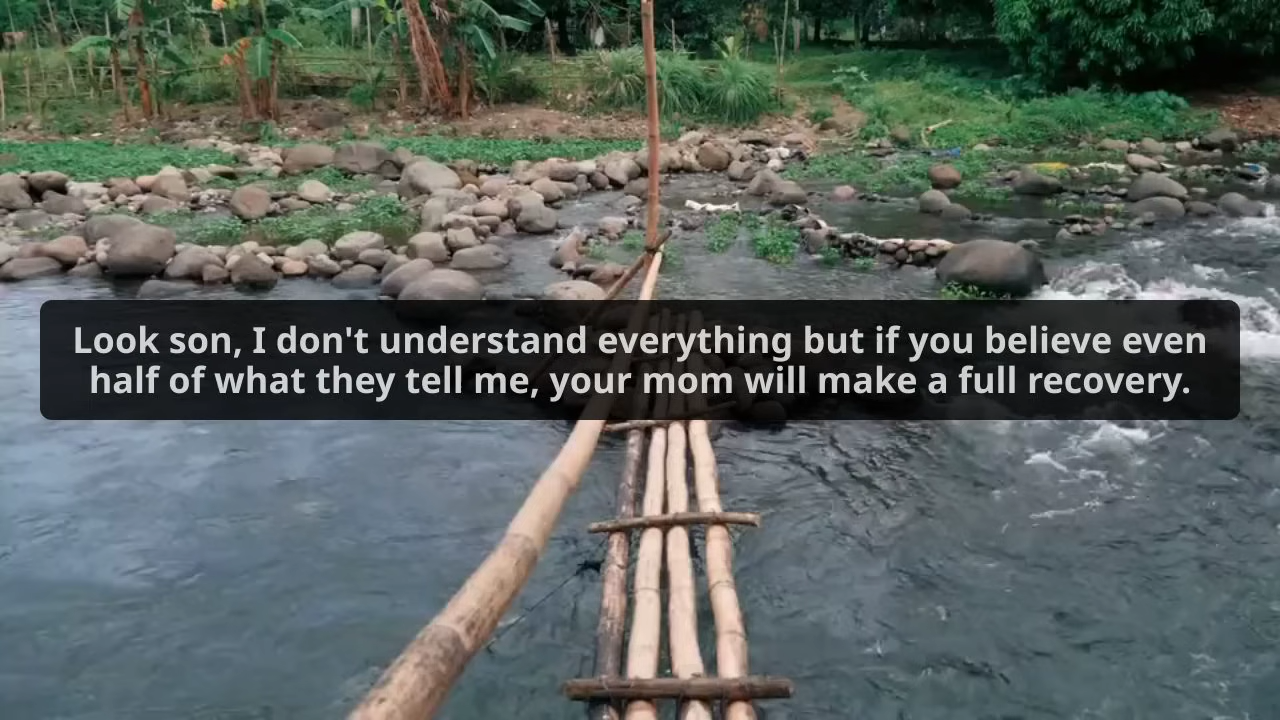 Look son, I don't understand everything but if you believe even
half of what they tell me, your mom will make a full recovery.